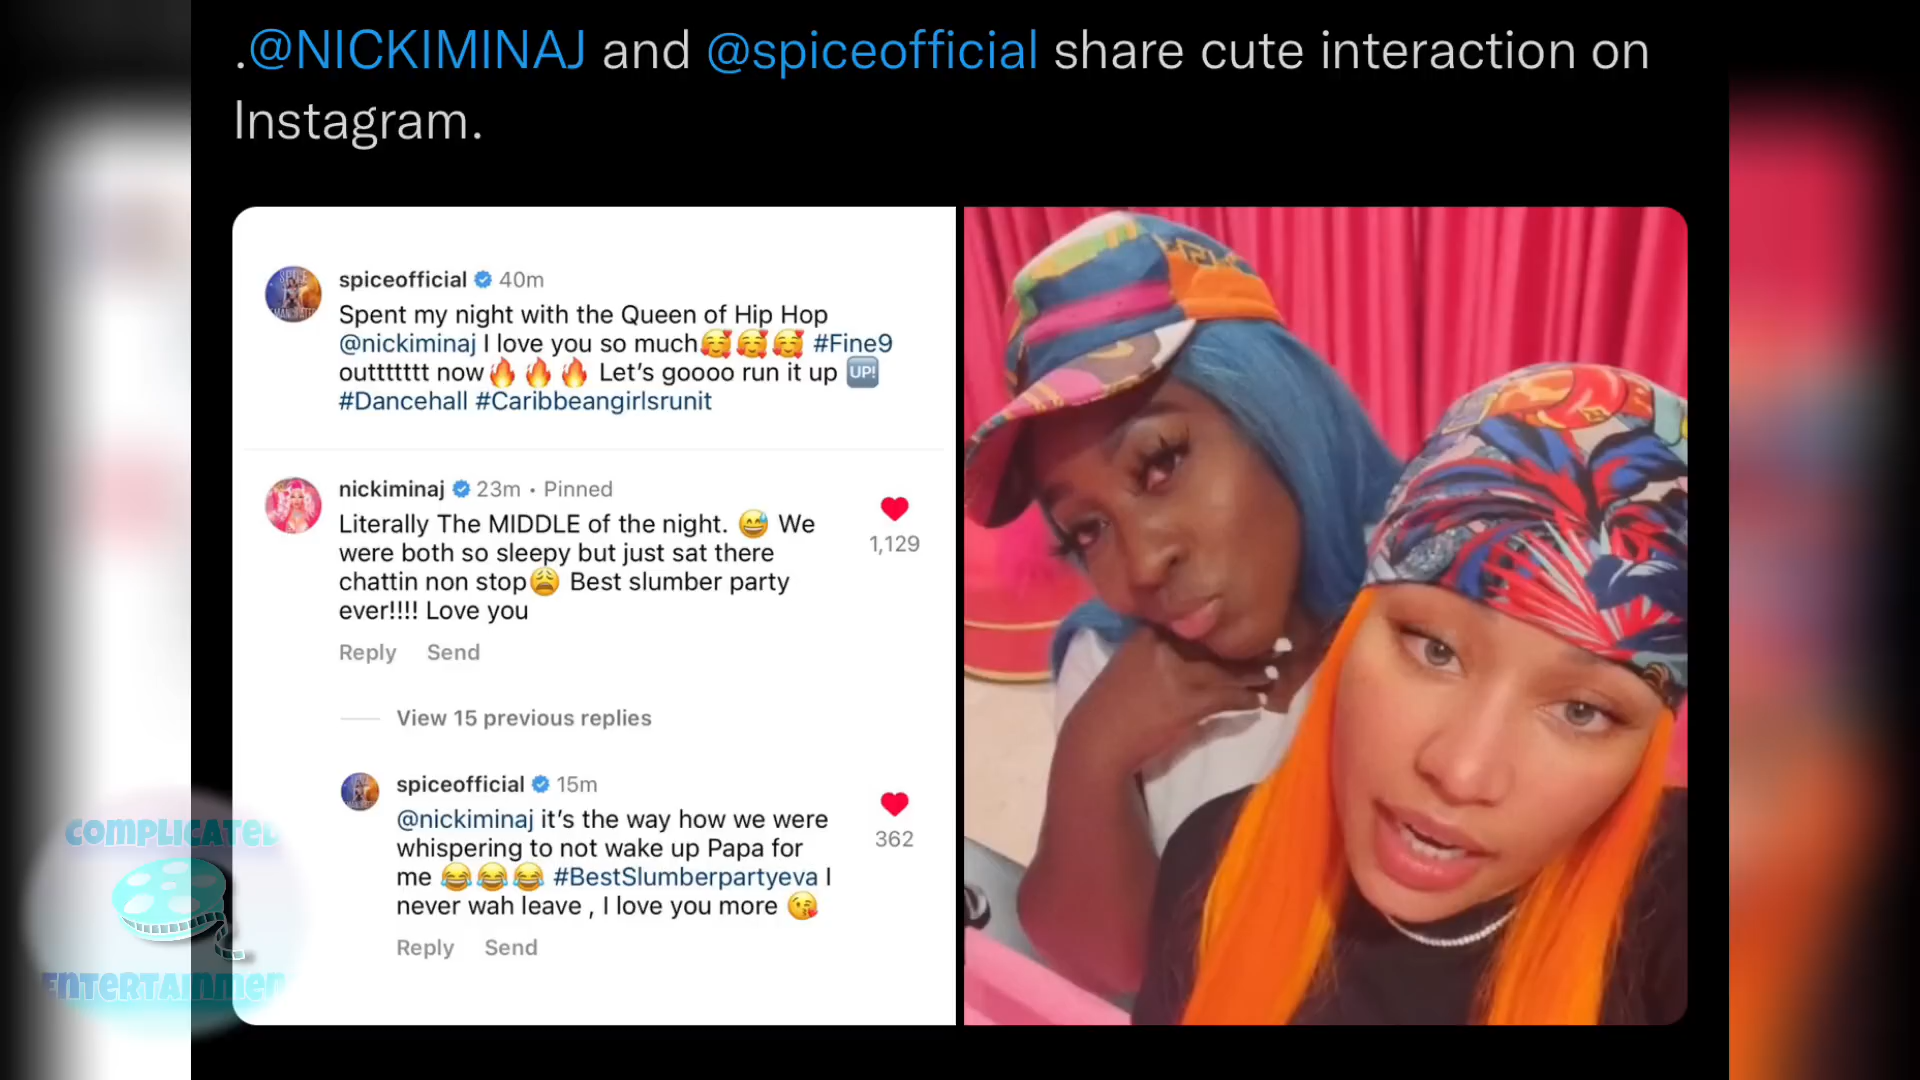 .@NICKIMINAJ and @spiceofficial share cute interaction on
Instagram.
spiceofficial 40m
Spent my night with the Queen of Hip Hop
@nickiminaj I love you so much🥰🥰🥰 #Fine9
outttttt now🔥🔥🔥 Let's goooo run it up 🆙
#Dancehall #Caribbeangirlsrunit
nickiminaj 23m • Pinned
Literally The MIDDLE of the night. 😅 We
were both so sleepy but just sat there
chattin non stop😩 Best slumber party
ever!!!! Love you
1,129
Reply Send
View 15 previous replies
spiceofficial 15m
@nickiminaj it's the way how we were
whispering to not wake up Papa for
me 😂😂😂 #BestSlumberpartyeva I
never wah leave , I love you more 😘
362
Reply Send
COMPLICATED
ENTERTAINMEN